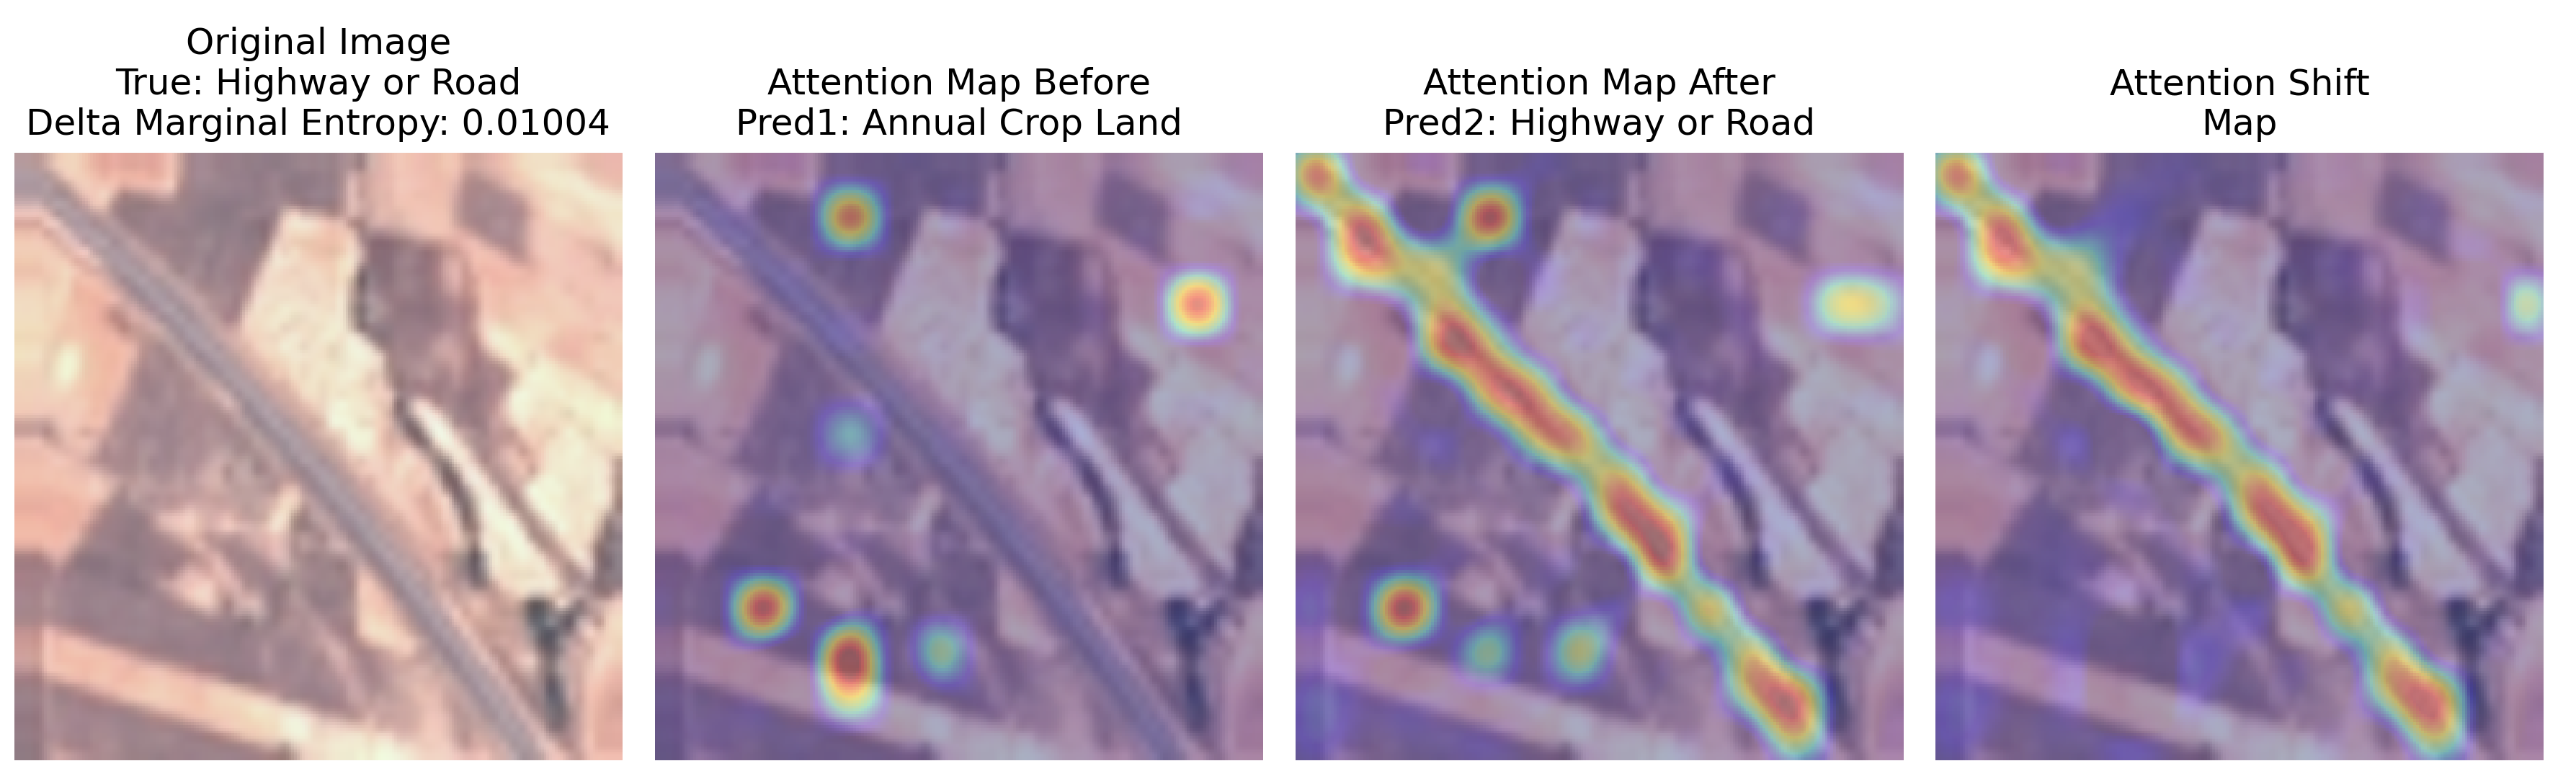 Original Image
True: Highway or Road
Delta Marginal Entropy: 0.01004
Attention Map Before
Pred1: Annual Crop Land
Attention Map After
Pred2: Highway or Road
Attention Shift
Map